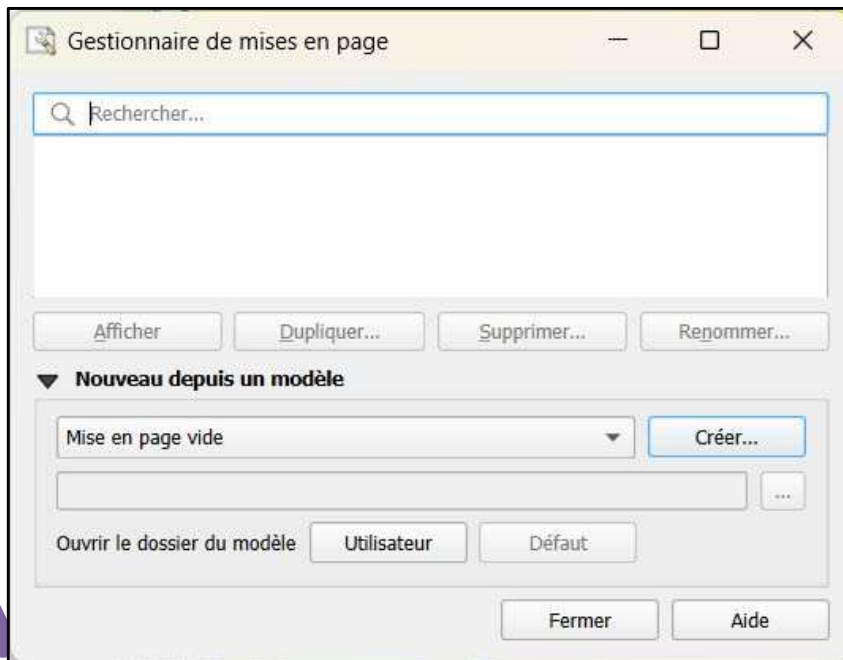 Gestionnaire de mises en page
Rechercher...
Afficher Dupliquer... Supprimer... Renommer...
Nouveau depuis un modèle
Mise en page vide Créer...
...
Ouvrir le dossier du modèle Utilisateur Défaut
Fermer Aide